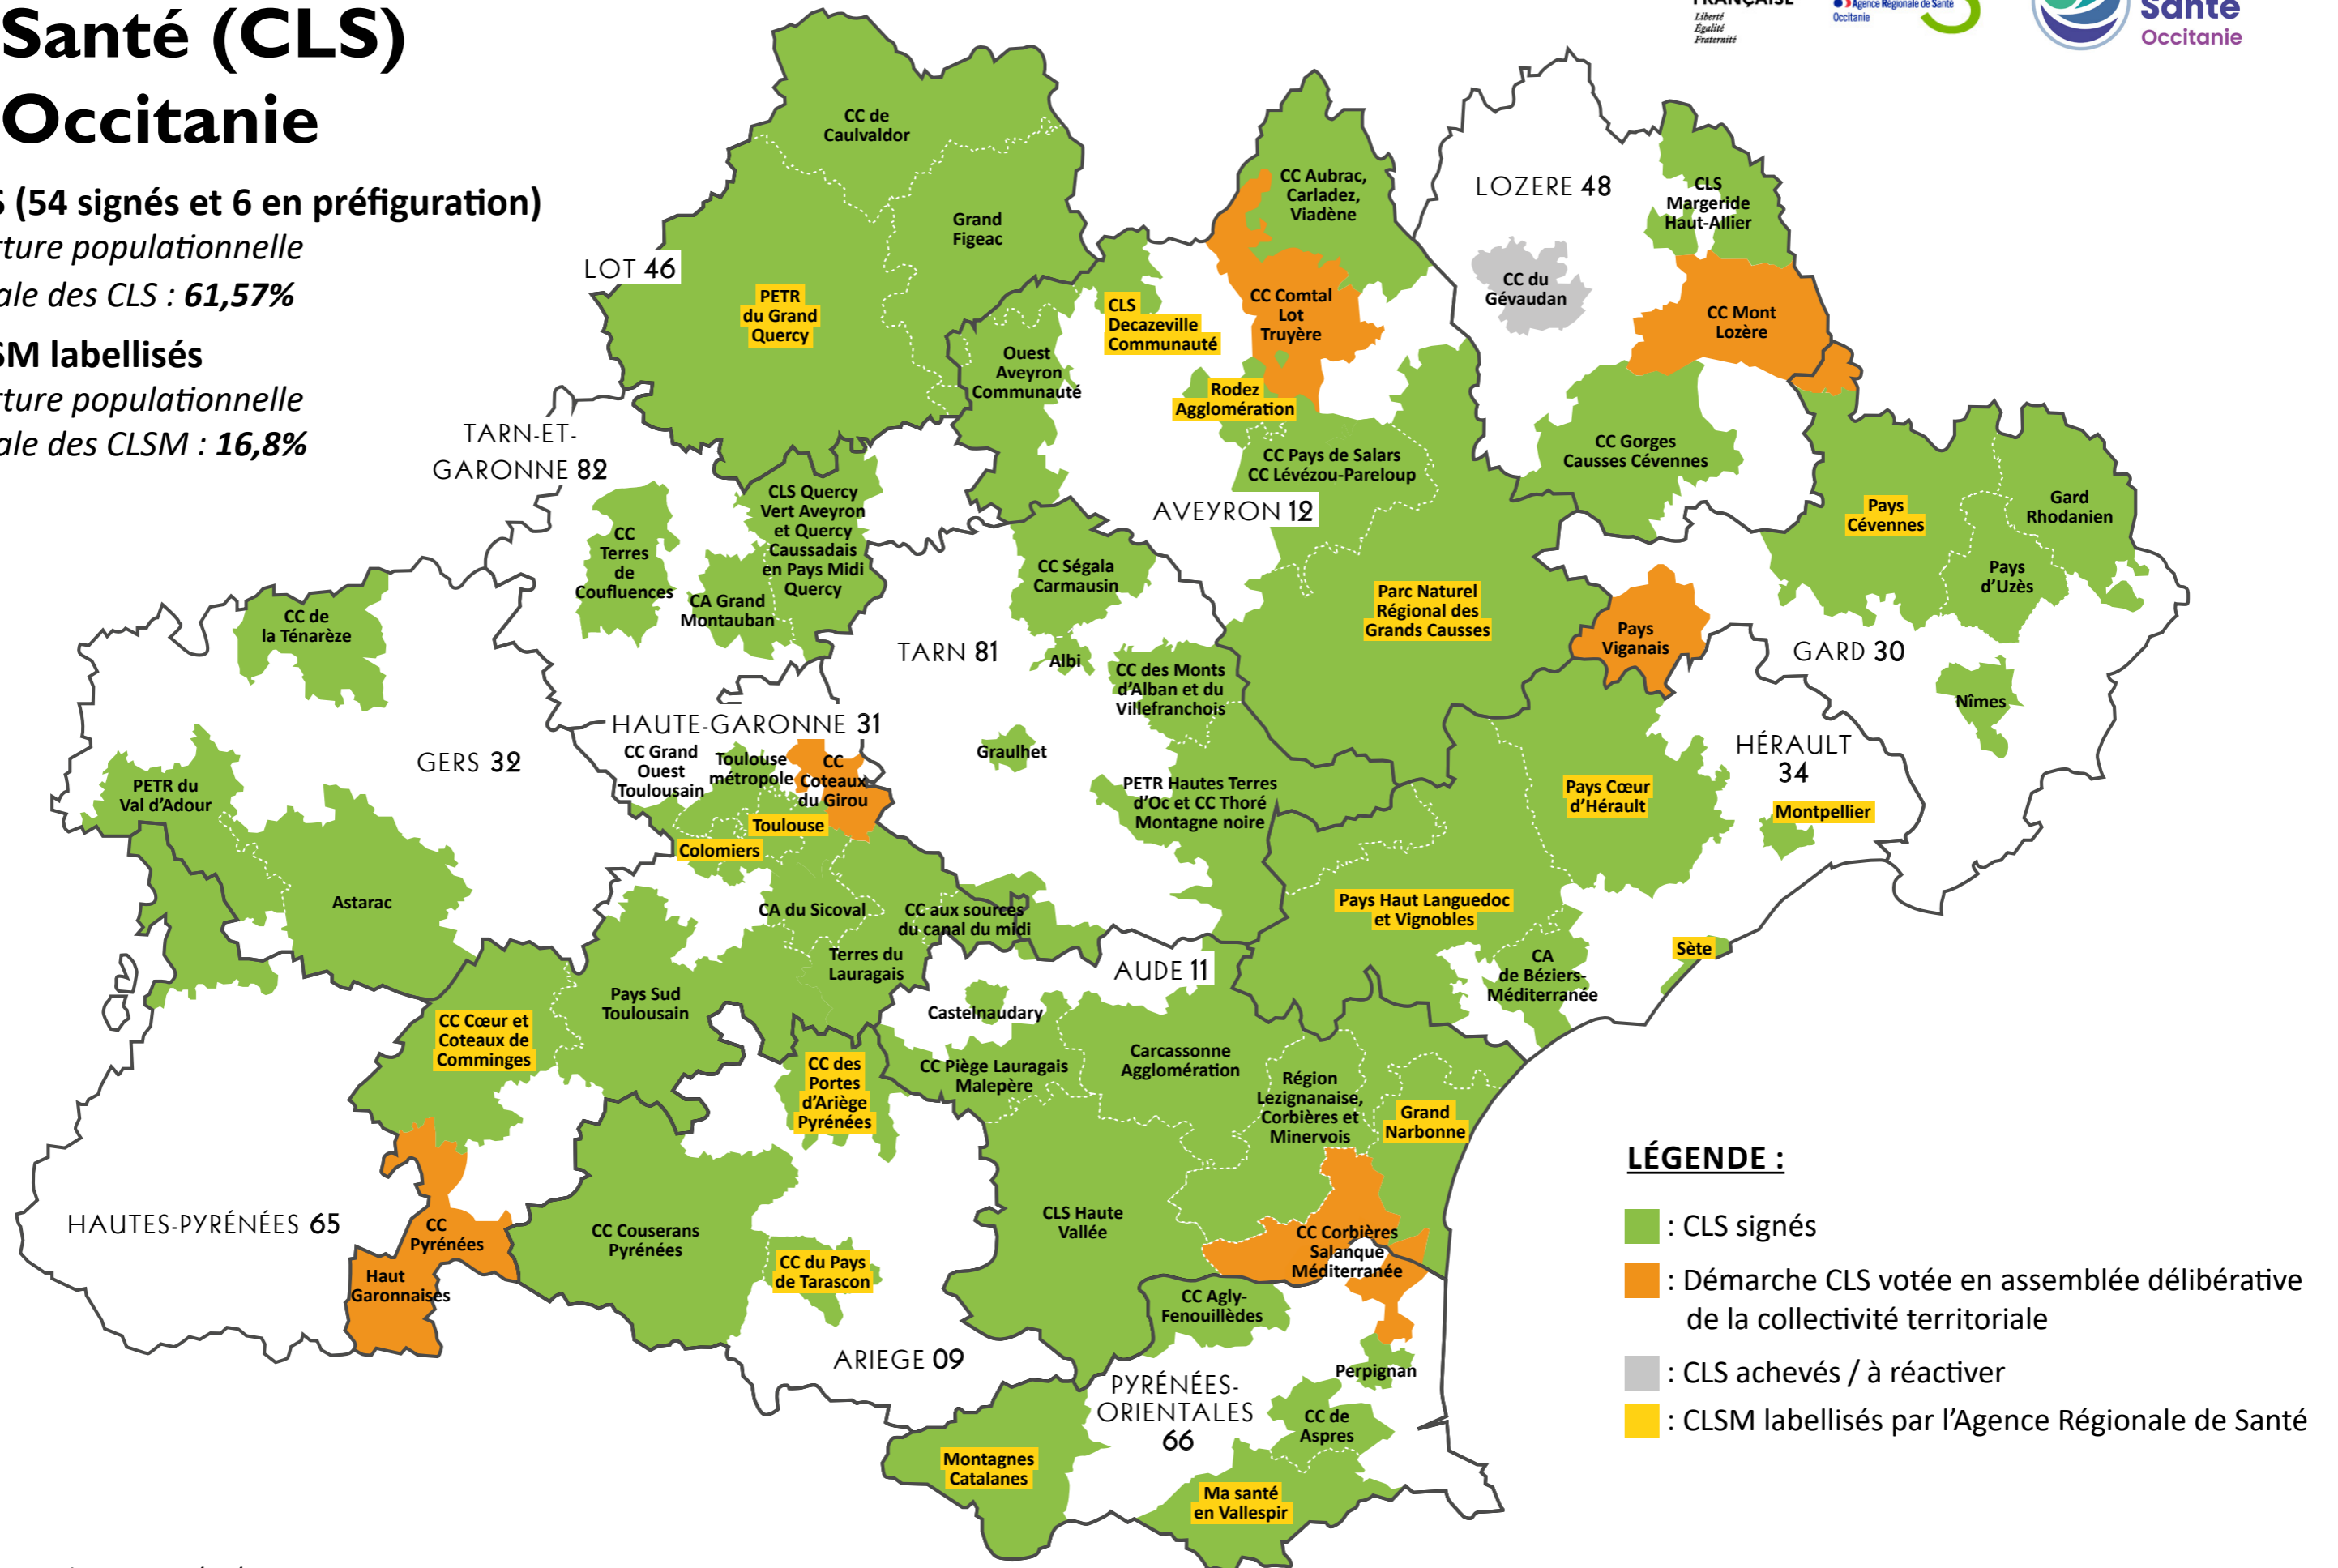 Santé (CLS)
Occitanie
(54 signés et 6 en préfiguration)
populationnelle
des CLS : 61,57%
labellisés
populationnelle
des CLSM : 16,8%
FRANÇAISE
Liberté
Égalité
Fraternité
Agence Régionale de Santé
Occitanie
Santé
Occitanie
CC de
Caulvaldor
Grand
Figeac
LOT 46
PETR
du Grand
Quercy
CC Aubrac,
Carladez,
Viadène
LOZERE 48
CLS
Margeride
Haut-Allier
CC du
Gévaudan
CC Mont
Lozère
CLS
Decazeville
Communauté
CC Comtal
Lot
Truyère
Ouest
Aveyron
Communauté
Rodez
Agglomération
CC Pays de Salars
CC Lévézou-Pareloup
AVEYRON 12
CC Gorges
Causses Cévennes
TARN-ET-
GARONNE 82
CLS Quercy
Vert Aveyron
et Quercy
Caussadais
en Pays Midi
Quercy
CC
Terres
de
Coufluences
CA Grand
Montauban
CC Ségala
Carmausin
Pays
Cévennes
Gard
Rhodanien
Pays
d'Uzès
Parc Naturel
Régional des
Grands Causses
Pays
Viganais
GARD 30
Nîmes
CC de
la Ténarèze
TARN 81
Albi
CC des Monts
d'Alban et du
Villefranchois
Graulhet
PETR Hautes Terres
d'Oc et CC Thoré
Montagne noire
HAUTE-GARONNE 31
CC Grand
Ouest
Toulousain
Toulouse
métropole
CC
Coteaux
du Girou
Toulouse
Colomiers
GERS 32
PETR du
Val d'Adour
Astarac
HÉRAULT
34
Pays Cœur
d'Hérault
Montpellier
Pays Haut Languedoc
et Vignobles
Sète
CA
de Béziers-
Méditerranée
CA du Sicoval
CC aux sources
du canal du midi
Terres du
Lauragais
AUDE 11
Castelnaudary
Pays Sud
Toulousain
CC Cœur et
Coteaux de
Comminges
CC des
Portes
d'Ariège
Pyrénées
CC Piège Lauragais
Malepère
Carcassonne
Agglomération
Région
Lezignanaise,
Corbières et
Minervois
Grand
Narbonne
HAUTES-PYRÉNÉES 65
CC
Pyrénées
Haut
Garonnaises
CC Couserans
Pyrénées
CC du Pays
de Tarascon
CLS Haute
Vallée
CC Corbières
Salanque
Méditerranée
CC Agly-
Fenouillèdes
ARIEGE 09
Perpignan
PYRÉNÉES-
ORIENTALES
66
CC de
Aspres
Montagnes
Catalanes
Ma santé
en Vallespir
LÉGENDE :
: CLS signés
: Démarche CLS votée en assemblée délibérative
de la collectivité territoriale
: CLS achevés / à réactiver
: CLSM labellisés par l'Agence Régionale de Santé